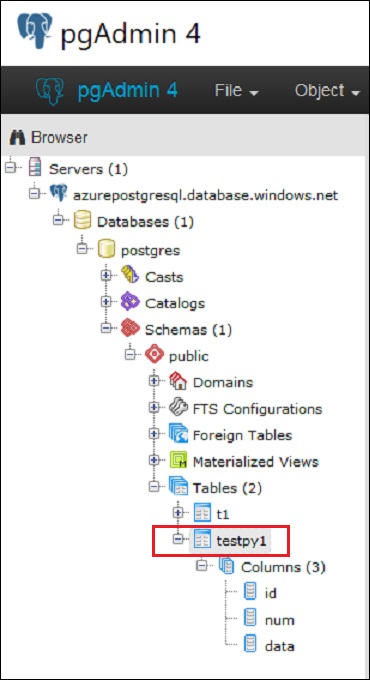 pgAdmin 4
pgAdmin 4 File Object
Browser
Servers (1)
azurepostgresql.database.windows.net
Databases (1)
postgres
Casts
Catalogs
Schemas (1)
public
Domains
FTS Configurations
Foreign Tables
Materialized Views
Tables (2)
t1
testpy1
Columns (3)
id
num
data